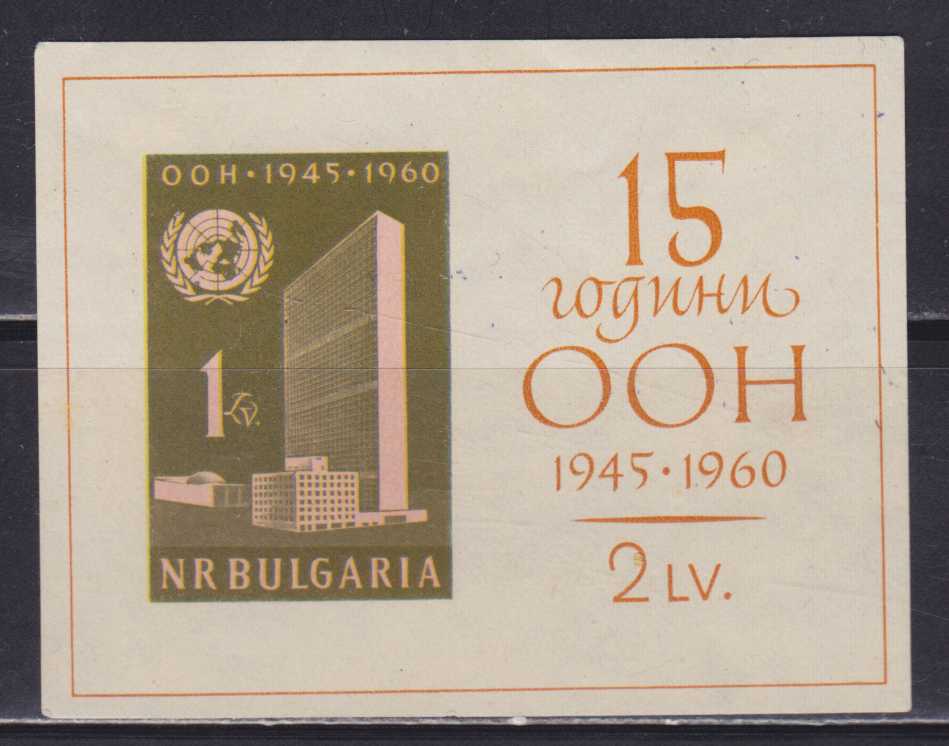 ООН · 1945 · 1960
1 Lv.
NR BULGARIA
15
години
ООН
1945 · 1960
2 LV.